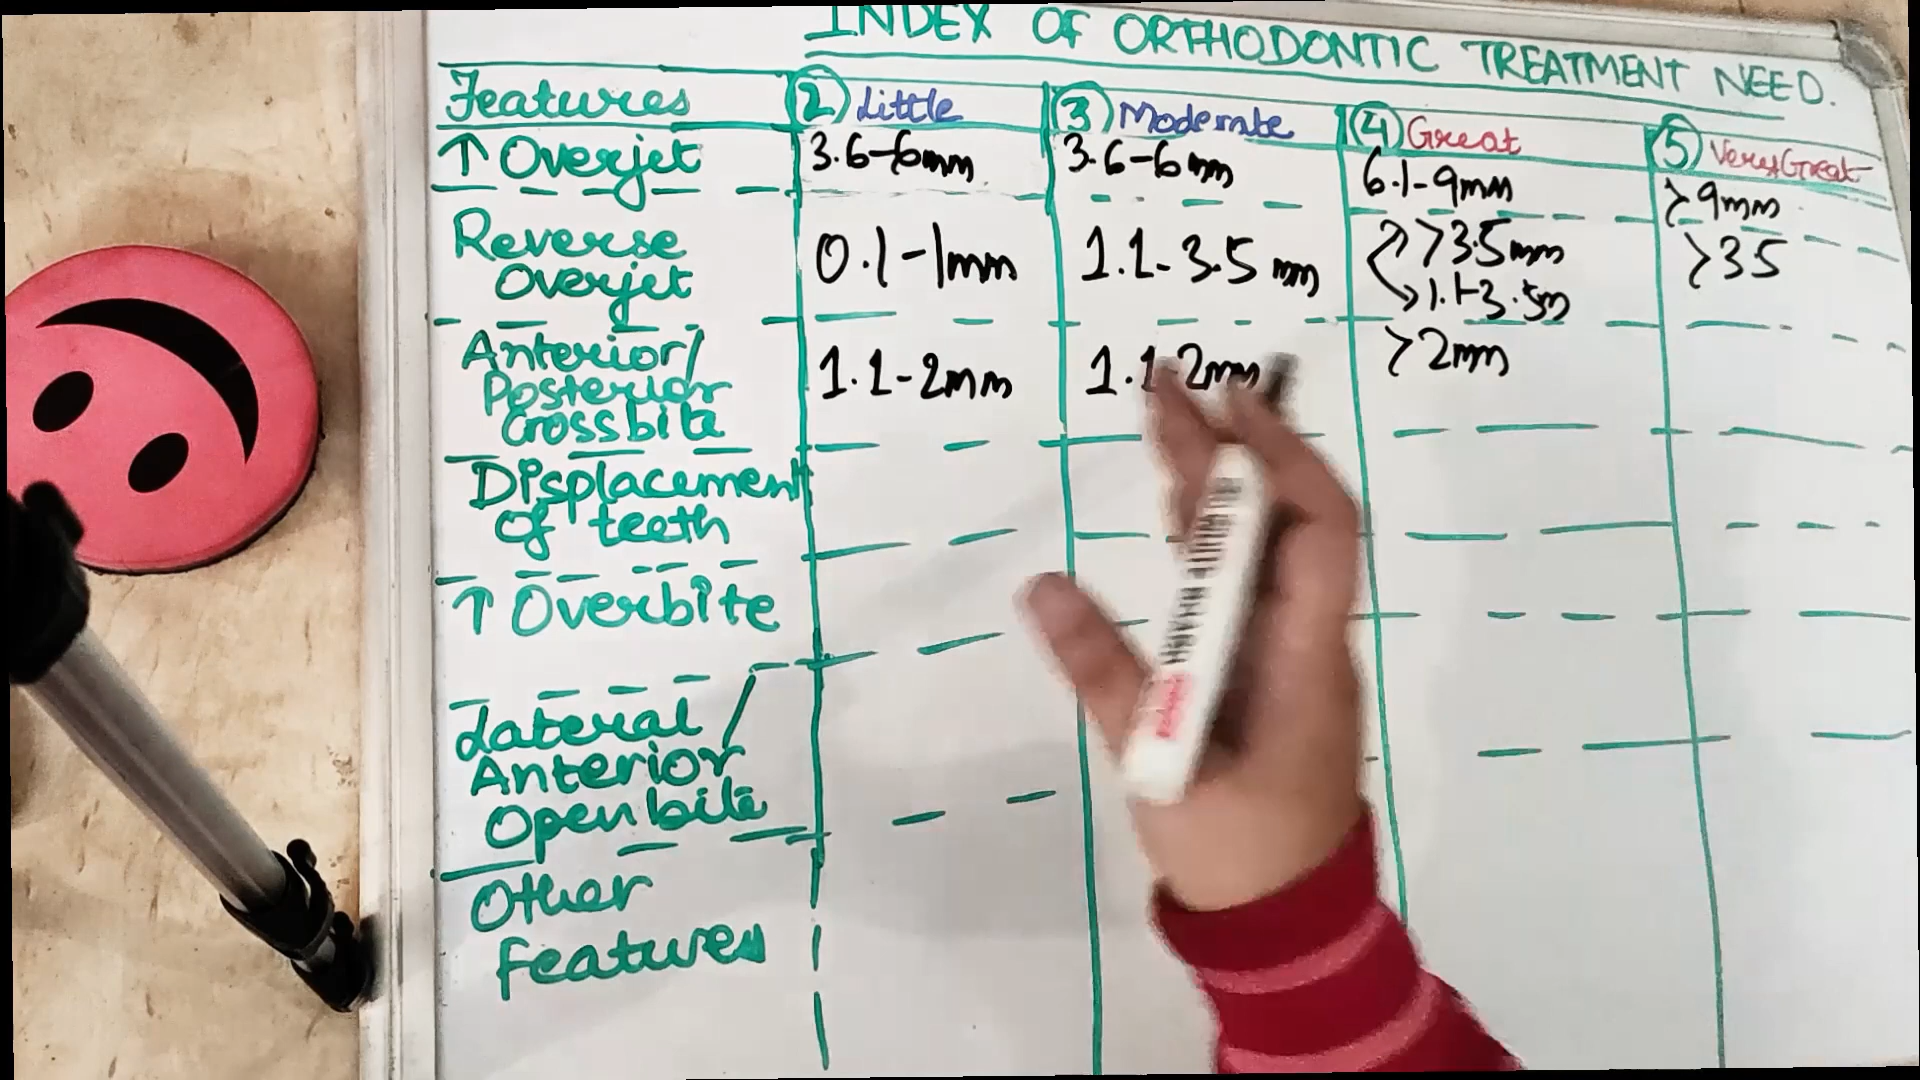 INDEX OF ORTHODONTIC TREATMENT NEED.
Features ② Little ③ Moderate ④ Great ⑤ Very Great
↑ Overjet 3.6-6mm 3.6-6mm 6.1-9mm >9mm
Reverse
Overjet 0.1-1mm 1.1-3.5 mm >3.5mm >3.5
1.1-3.5m
Anterior/
Posterior
Crossbite 1.1-2mm 1.1-2mm >2mm
Displacement
of teeth
↑ Overbite
Lateral/
Anterior
Openbite
Other
features